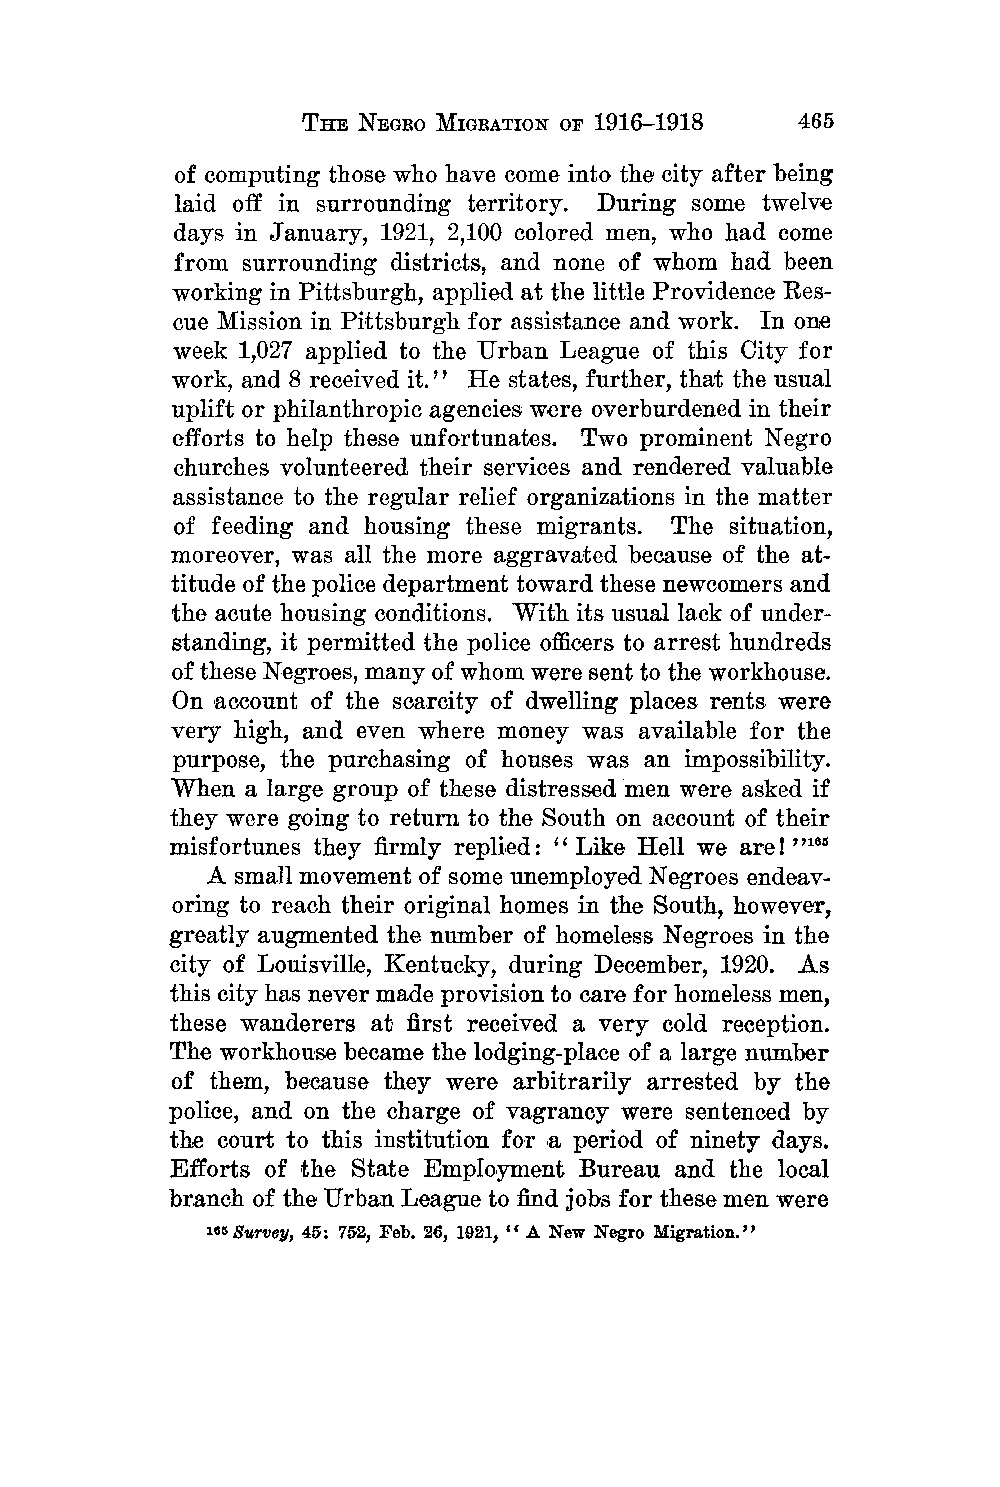 THE NEGRO MIGRATION OF 1916–1918 465
of computing those who have come into the city after being
laid off in surrounding territory. During some twelve
days in January, 1921, 2,100 colored men, who had come
from surrounding districts, and none of whom had been
working in Pittsburgh, applied at the little Providence Res-
cue Mission in Pittsburgh for assistance and work. In one
week 1,027 applied to the Urban League of this City for
work, and 8 received it.'' He states, further, that the usual
uplift or philanthropic agencies were overburdened in their
efforts to help these unfortunates. Two prominent Negro
churches volunteered their services and rendered valuable
assistance to the regular relief organizations in the matter
of feeding and housing these migrants. The situation,
moreover, was all the more aggravated because of the at-
titude of the police department toward these newcomers and
the acute housing conditions. With its usual lack of under-
standing, it permitted the police officers to arrest hundreds
of these Negroes, many of whom were sent to the workhouse.
On account of the scarcity of dwelling places rents were
very high, and even where money was available for the
purpose, the purchasing of houses was an impossibility.
When a large group of these distressed men were asked if
they were going to return to the South on account of their
misfortunes they firmly replied: ‘‘ Like Hell we are! ’’165
A small movement of some unemployed Negroes endeav-
oring to reach their original homes in the South, however,
greatly augmented the number of homeless Negroes in the
city of Louisville, Kentucky, during December, 1920. As
this city has never made provision to care for homeless men,
these wanderers at first received a very cold reception.
The workhouse became the lodging-place of a large number
of them, because they were arbitrarily arrested by the
police, and on the charge of vagrancy were sentenced by
the court to this institution for a period of ninety days.
Efforts of the State Employment Bureau and the local
branch of the Urban League to find jobs for these men were
165 Survey, 45: 752, Feb. 26, 1921, ‘‘ A New Negro Migration.’’